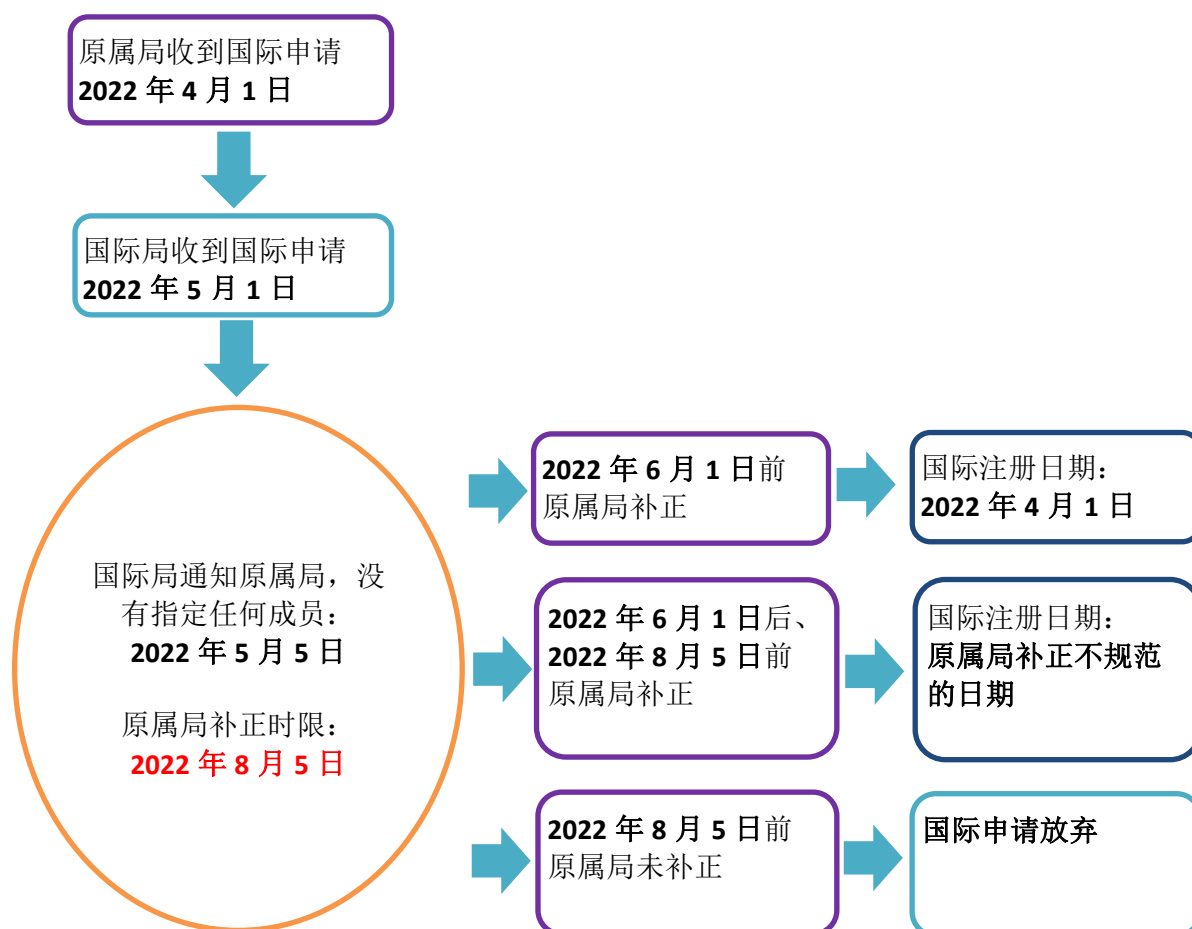 原属局收到国际申请
2022 年 4 月 1 日
国际局收到国际申请
2022 年 5 月 1 日
国际局通知原属局，没
有指定任何成员：
2022 年 5 月 5 日
原属局补正时限：
2022 年 8 月 5 日
2022 年 6 月 1 日前
原属局补正
国际注册日期：
2022 年 4 月 1 日
2022 年 6 月 1 日后、
2022 年 8 月 5 日前
原属局补正
国际注册日期：
原属局补正不规范
的日期
2022 年 8 月 5 日前
原属局未补正
国际申请放弃